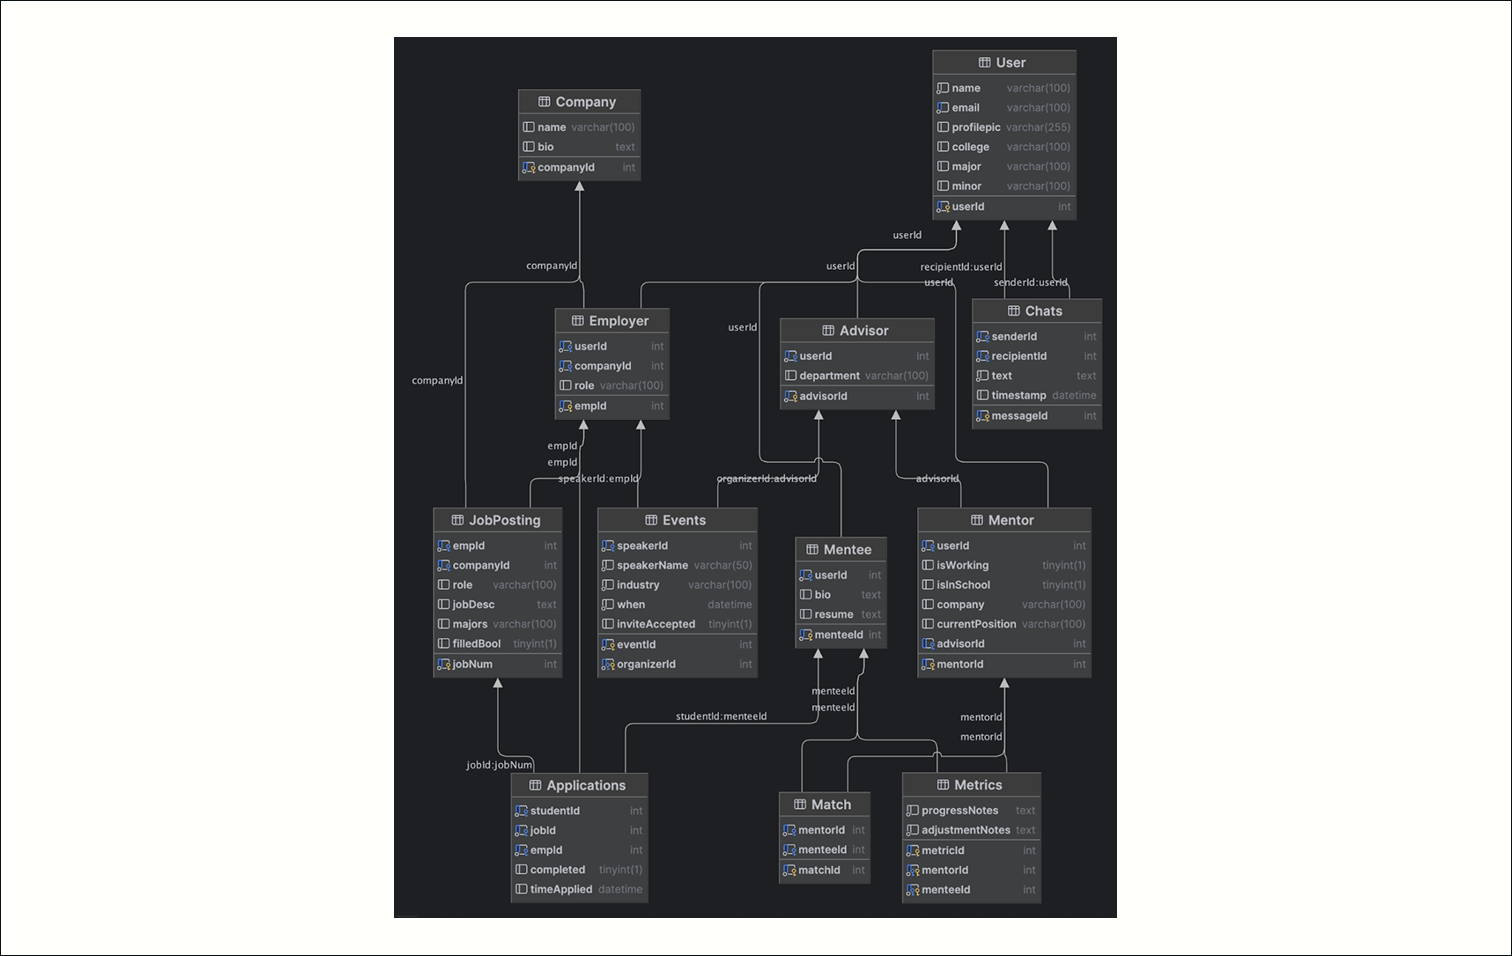 User
name varchar(100)
email varchar(100)
profilepic varchar(255)
college varchar(100)
major varchar(100)
minor varchar(100)
userId int
Company
name varchar(100)
bio text
companyId int
userId
companyId
userId
recipientId:userId
userId
senderId:userId
userId
companyId
Employer
userId int
companyId int
role varchar(100)
empId int
Advisor
userId int
department varchar(100)
advisorId int
Chats
senderId int
recipientId int
text text
timestamp datetime
messageId int
empId
empId
speakerId:empId
organizerId:advisorId
advisorId
JobPosting
empId int
companyId int
role varchar(100)
jobDesc text
majors varchar(100)
filledBool tinyint(1)
jobNum int
Events
speakerId int
speakerName varchar(50)
industry varchar(100)
when datetime
inviteAccepted tinyint(1)
eventId int
organizerId int
Mentee
userId int
bio text
resume text
menteeId int
Mentor
userId int
isWorking tinyint(1)
isInSchool tinyint(1)
company varchar(100)
currentPosition varchar(100)
advisorId int
mentorId int
menteeId
menteeId
studentId:menteeId
mentorId
mentorId
jobId:jobNum
Applications
studentId int
jobId int
empId int
completed tinyint(1)
timeApplied datetime
Match
mentorId int
menteeId int
matchId int
Metrics
progressNotes text
adjustmentNotes text
metricId int
mentorId int
menteeId int